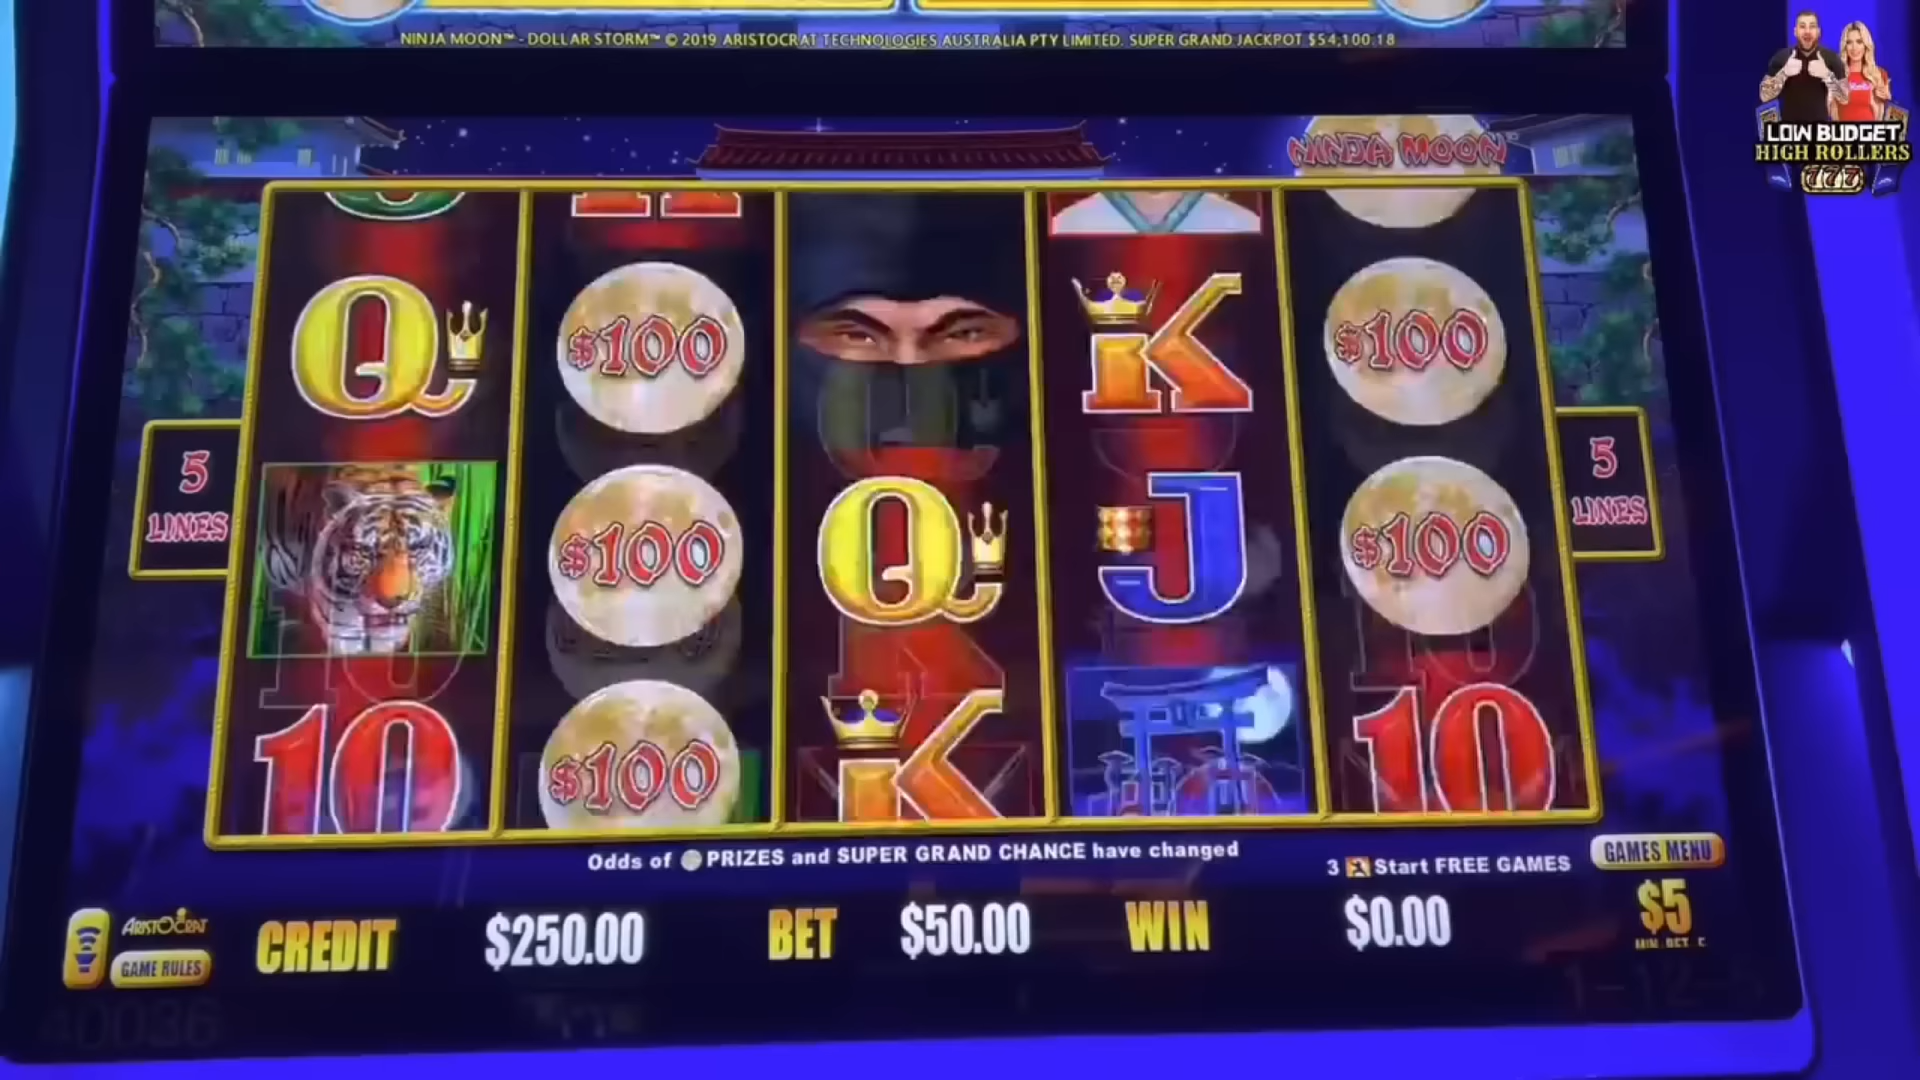 NINJA MOON™ - DOLLAR STORM™ © 2019 ARISTOCRAT TECHNOLOGIES AUSTRALIA PTY LIMITED. SUPER GRAND JACKPOT $54,100.18
LOW BUDGET
HIGH ROLLERS
777
NINJA MOON™
Q $100 K $100
5
LINES
$100 Q J $100
5
LINES
10 $100 K 10
Odds of PRIZES and SUPER GRAND CHANCE have changed
3 Start FREE GAMES
GAMES MENU
ARISTOCRAT
GAME RULES
CREDIT $250.00 BET $50.00 WIN $0.00
$5